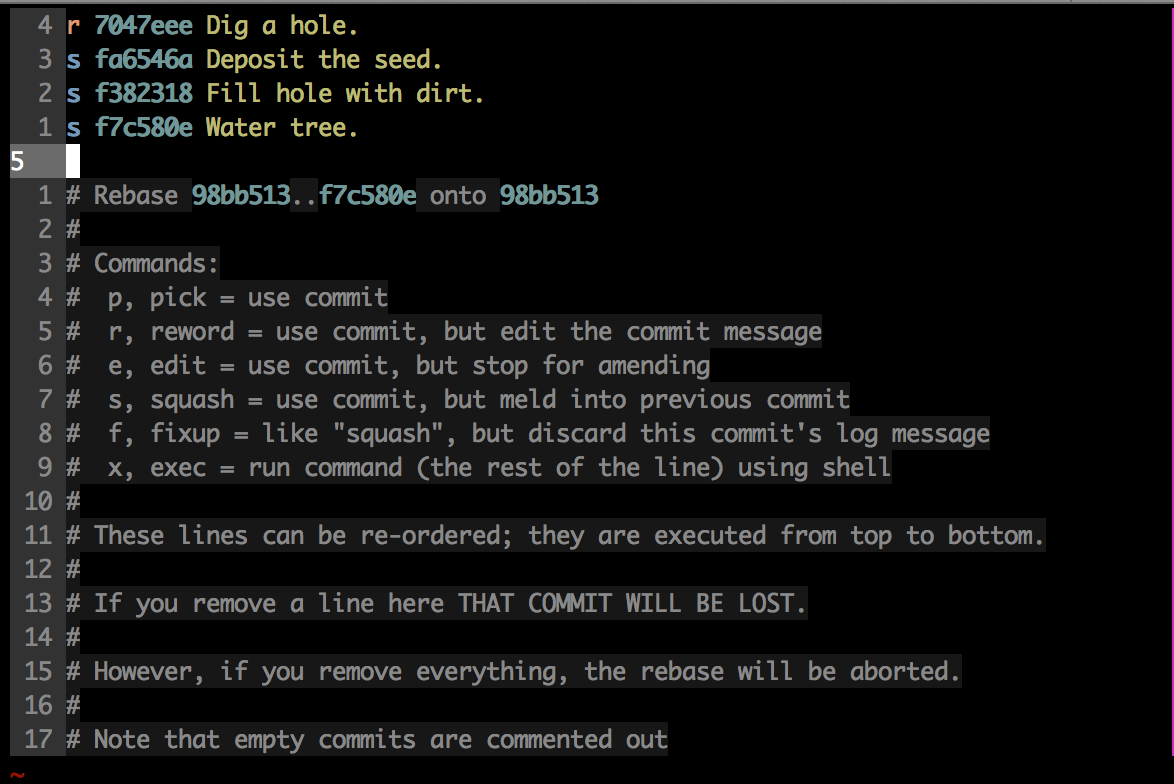 4 r 7047eee Dig a hole.
3 s fa6546a Deposit the seed.
2 s f382318 Fill hole with dirt.
1 s f7c580e Water tree.
5
1 # Rebase 98bb513..f7c580e onto 98bb513
2 #
3 # Commands:
4 #  p, pick = use commit
5 #  r, reword = use commit, but edit the commit message
6 #  e, edit = use commit, but stop for amending
7 #  s, squash = use commit, but meld into previous commit
8 #  f, fixup = like "squash", but discard this commit's log message
9 #  x, exec = run command (the rest of the line) using shell
10 #
11 # These lines can be re-ordered; they are executed from top to bottom.
12 #
13 # If you remove a line here THAT COMMIT WILL BE LOST.
14 #
15 # However, if you remove everything, the rebase will be aborted.
16 #
17 # Note that empty commits are commented out
~